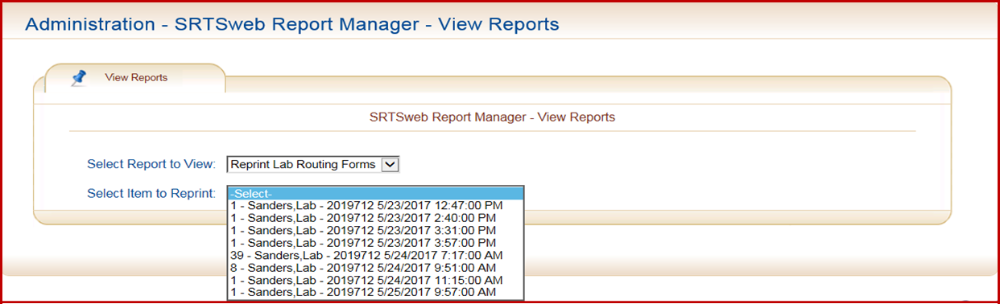 Administration - SRTSweb Report Manager - View Reports
View Reports
SRTSweb Report Manager - View Reports
Select Report to View: Reprint Lab Routing Forms
Select Item to Reprint: -Select-
1 - Sanders,Lab - 2019712 5/23/2017 12:47:00 PM
1 - Sanders,Lab - 2019712 5/23/2017 2:40:00 PM
1 - Sanders,Lab - 2019712 5/23/2017 3:31:00 PM
1 - Sanders,Lab - 2019712 5/23/2017 3:57:00 PM
39 - Sanders,Lab - 2019712 5/24/2017 7:17:00 AM
8 - Sanders,Lab - 2019712 5/24/2017 9:51:00 AM
1 - Sanders,Lab - 2019712 5/24/2017 11:15:00 AM
1 - Sanders,Lab - 2019712 5/25/2017 9:57:00 AM